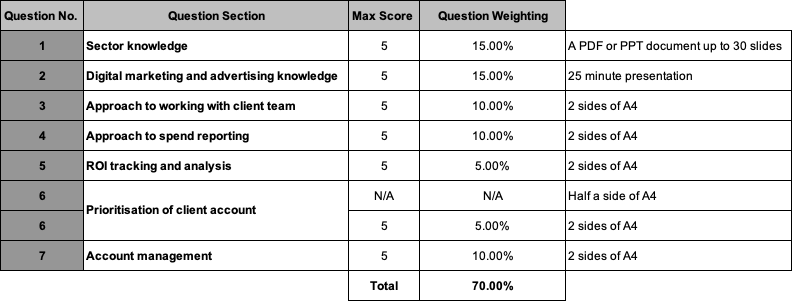 Question No. Question Section Max Score Question Weighting
1 Sector knowledge 5 15.00% A PDF or PPT document up to 30 slides
2 Digital marketing and advertising knowledge 5 15.00% 25 minute presentation
3 Approach to working with client team 5 10.00% 2 sides of A4
4 Approach to spend reporting 5 10.00% 2 sides of A4
5 ROI tracking and analysis 5 5.00% 2 sides of A4
6 Prioritisation of client account N/A N/A Half a side of A4
6 5 5.00% 2 sides of A4
7 Account management 5 10.00% 2 sides of A4
Total 70.00%